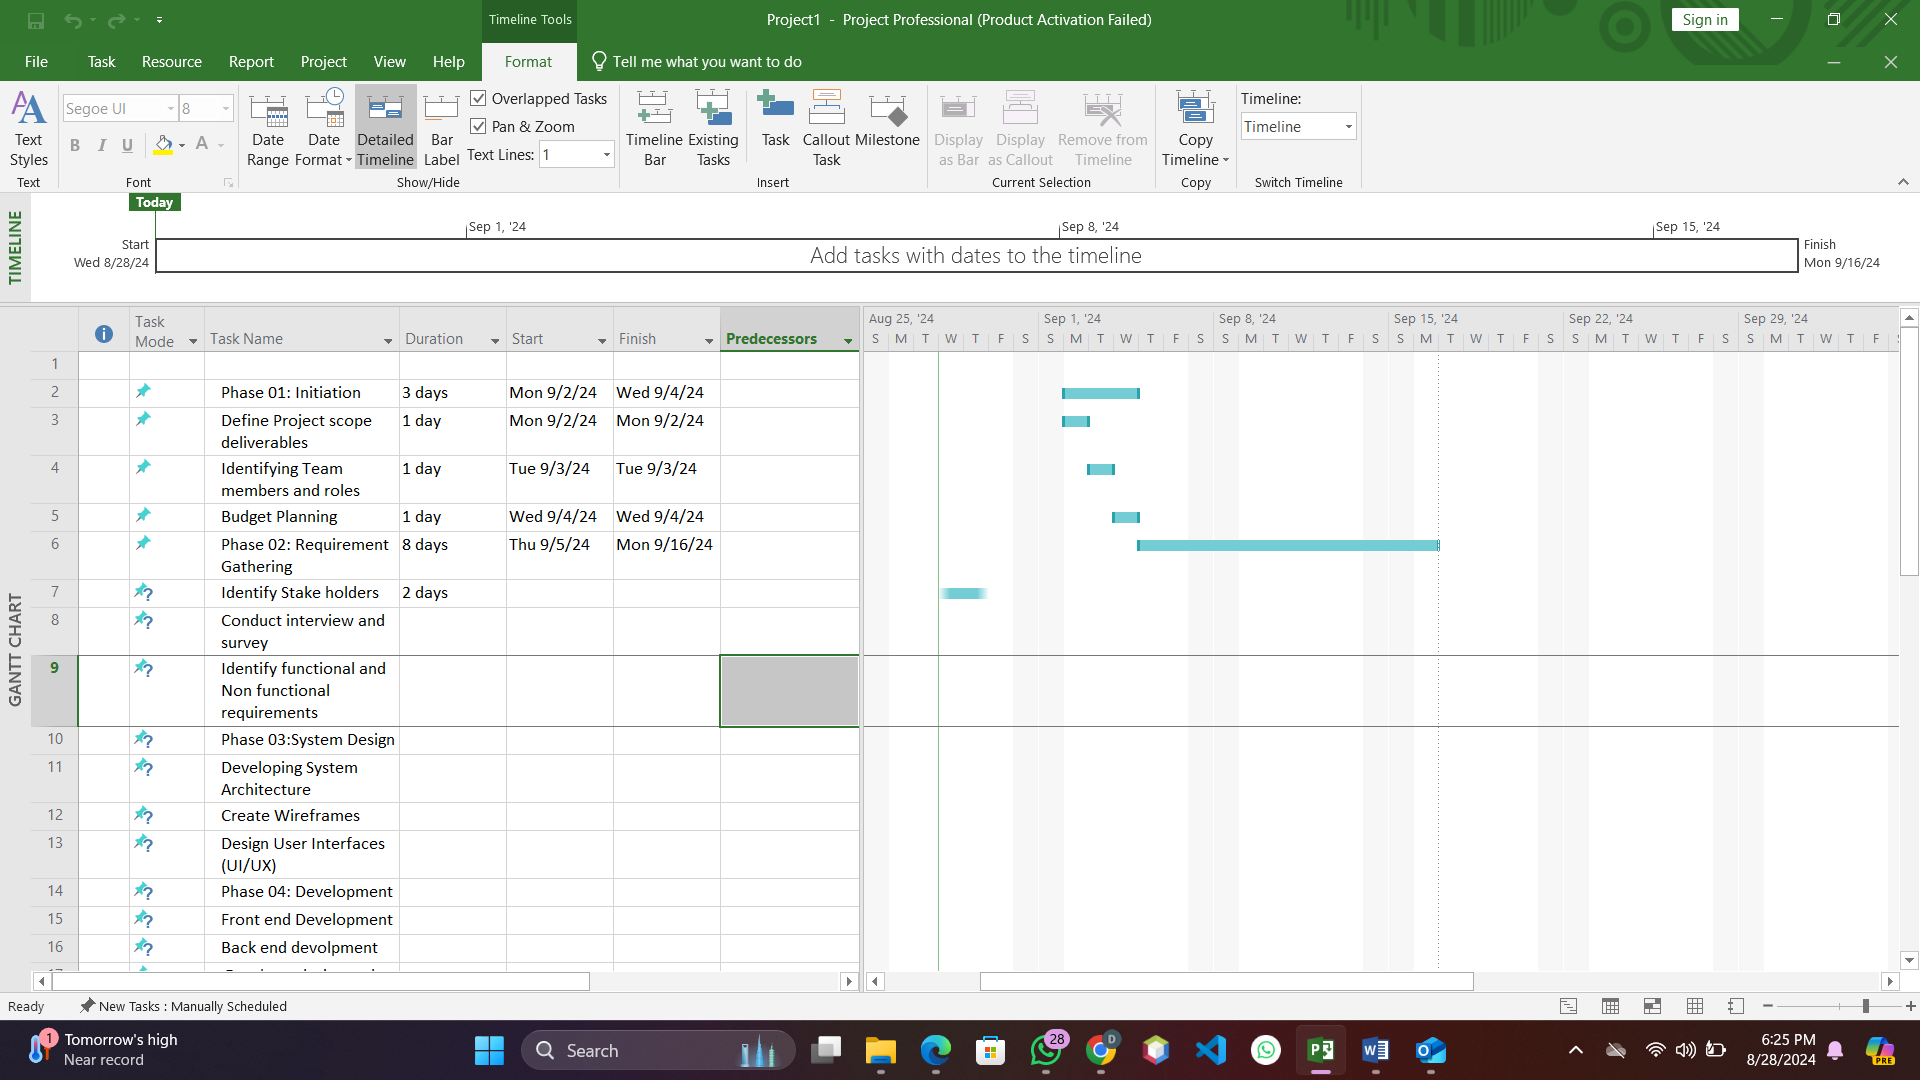 Timeline Tools
Project1 - Project Professional (Product Activation Failed)
Sign in
File Task Resource Report Project View Help Format Tell me what you want to do
Text Styles
Segoe UI 8
B I U A
Date Range
Date Format
Detailed Timeline
Bar Label
Overlapped Tasks
Pan & Zoom
Text Lines: 1
Timeline Bar
Existing Tasks
Task
Callout Task
Milestone
Display as Bar
Display as Callout
Remove from Timeline
Copy Timeline
Timeline:
Timeline
Text Font Show/Hide Insert Current Selection Copy Switch Timeline
TIMELINE
Today
Sep 1, '24 Sep 8, '24 Sep 15, '24
Start
Wed 8/28/24
Add tasks with dates to the timeline
Finish
Mon 9/16/24
GANTT CHART
Task Mode Task Name Duration Start Finish Predecessors
Aug 25, '24 Sep 1, '24 Sep 8, '24 Sep 15, '24 Sep 22, '24 Sep 29, '24
S M T W T F S S M T W T F S S M T W T F S S M T W T F S S M T W T F S S M T W T F
1
2 Phase 01: Initiation 3 days Mon 9/2/24 Wed 9/4/24
3 Define Project scope 1 day Mon 9/2/24 Mon 9/2/24
deliverables
4 Identifying Team 1 day Tue 9/3/24 Tue 9/3/24
members and roles
5 Budget Planning 1 day Wed 9/4/24 Wed 9/4/24
6 Phase 02: Requirement 8 days Thu 9/5/24 Mon 9/16/24
Gathering
7 Identify Stake holders 2 days
8 Conduct interview and
survey
9 Identify functional and
Non functional
requirements
10 Phase 03:System Design
11 Developing System
Architecture
12 Create Wireframes
13 Design User Interfaces
(UI/UX)
14 Phase 04: Development
15 Front end Development
16 Back end devolpment
Ready New Tasks : Manually Scheduled
1
Tomorrow's high
Near record
Search
28
D
6:25 PM
8/28/2024
PRE